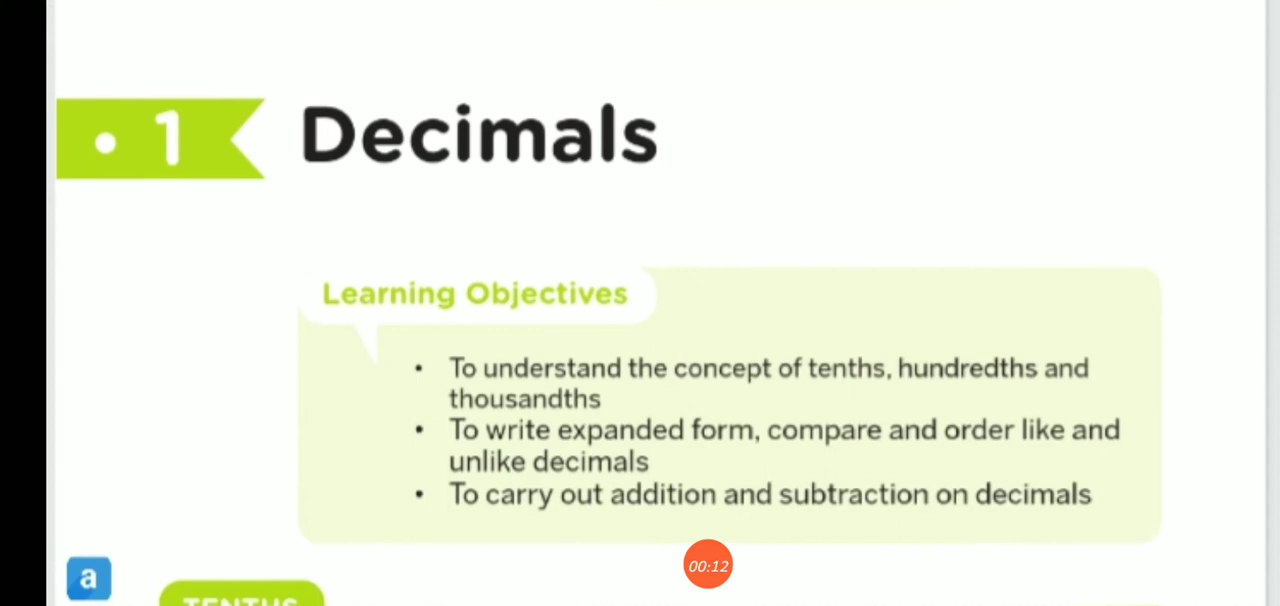 • 1 Decimals
Learning Objectives
• To understand the concept of tenths, hundredths and
thousandths
• To write expanded form, compare and order like and
unlike decimals
• To carry out addition and subtraction on decimals
a
00:12
TENTHS